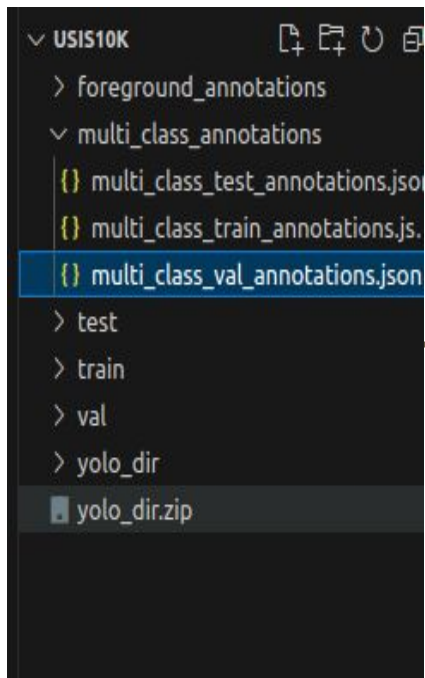 USIS10K
foreground_annotations
multi_class_annotations
{} multi_class_test_annotations.json
{} multi_class_train_annotations.js.
{} multi_class_val_annotations.json
test
train
val
yolo_dir
yolo_dir.zip